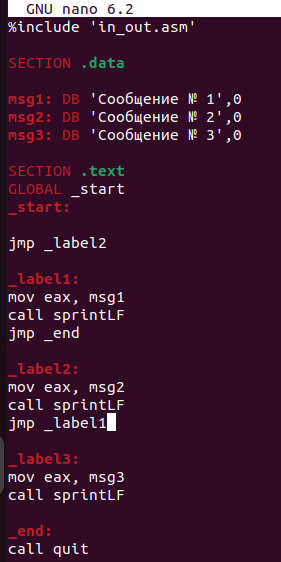 GNU nano 6.2
%include 'in_out.asm'
SECTION .data
msg1: DB 'Сообщение № 1',0
msg2: DB 'Сообщение № 2',0
msg3: DB 'Сообщение № 3',0
SECTION .text
GLOBAL _start
_start:
jmp _label2
_label1:
mov eax, msg1
call sprintLF
jmp _end
_label2:
mov eax, msg2
call sprintLF
jmp _label1
_label3:
mov eax, msg3
call sprintLF
_end:
call quit